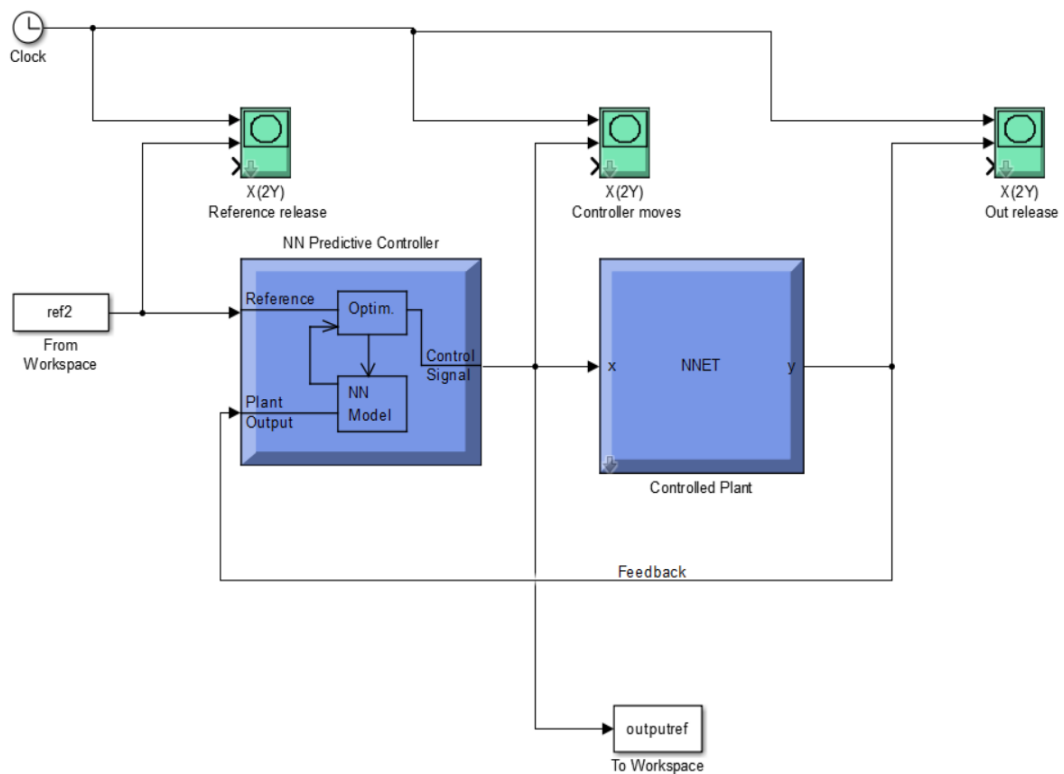 Clock
X(2Y)
Reference release
X(2Y)
Controller moves
X(2Y)
Out release
NN Predictive Controller
Reference
Optim.
Control
Signal
NN
Model
Plant
Output
ref2
From
Workspace
x
NNET
y
Controlled Plant
Feedback
outputref
To Workspace